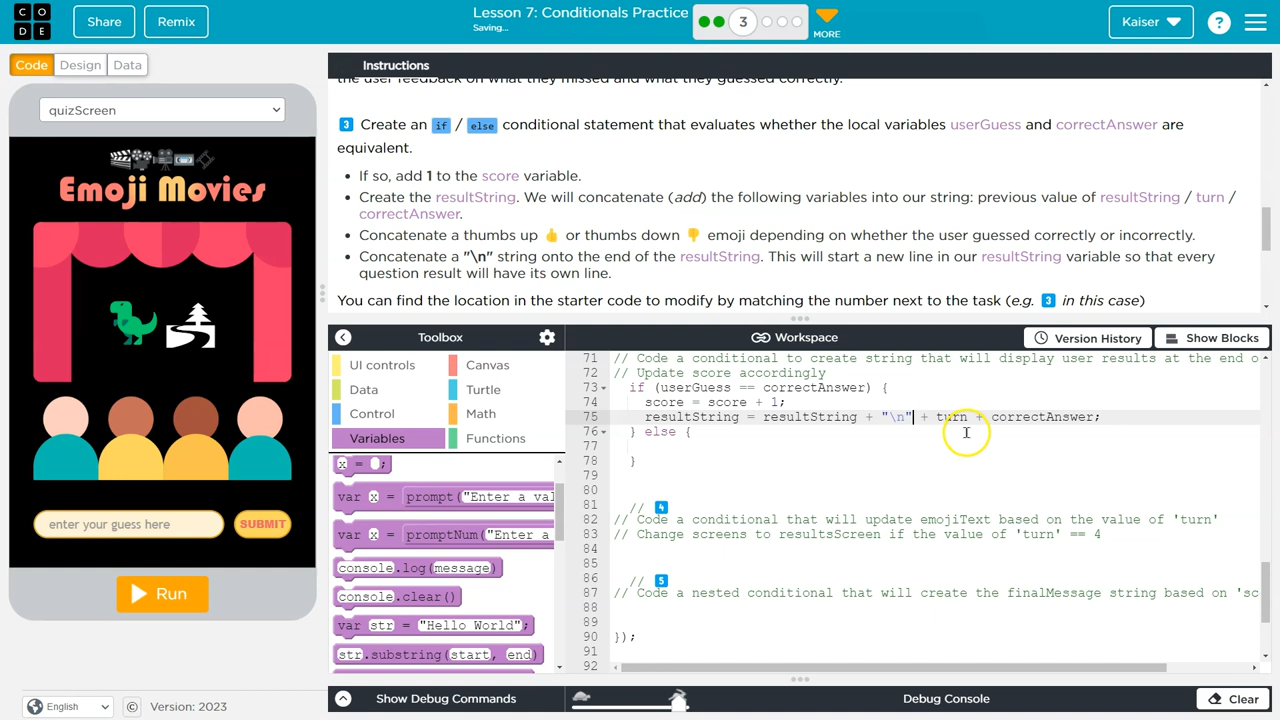 CODE
Share
Remix
Lesson 7: Conditionals Practice
Saving...
3
MORE
Kaiser
?
Code
Design
Data
Instructions
quizScreen
the user feedback on what they missed and what they guessed correctly.
3 Create an if / else conditional statement that evaluates whether the local variables userGuess and correctAnswer are
equivalent.
• If so, add 1 to the score variable.
• Create the resultString. We will concatenate (add) the following variables into our string: previous value of resultString / turn /
correctAnswer.
• Concatenate a thumbs up 👍 or thumbs down 👎 emoji depending on whether the user guessed correctly or incorrectly.
• Concatenate a "\n" string onto the end of the resultString. This will start a new line in our resultString variable so that every
question result will have its own line.
You can find the location in the starter code to modify by matching the number next to the task (e.g. 3 in this case)
Emoji Movies
enter your guess here
SUBMIT
Run
Toolbox
Workspace
Version History
Show Blocks
UI controls
Canvas
Data
Turtle
Control
Math
Variables
Functions
x = ;
var x = prompt("Enter a val
var x = promptNum("Enter a
console.log(message)
console.clear()
var str = "Hello World";
str.substring(start, end)
71 // Code a conditional to create string that will display user results at the end o
72 // Update score accordingly
73 if (userGuess == correctAnswer) {
74 score = score + 1;
75 resultString = resultString + "\n" + turn + correctAnswer;
76 } else {
77
78 }
79
80
81 // 4
82 // Code a conditional that will update emojiText based on the value of 'turn'
83 // Change screens to resultsScreen if the value of 'turn' == 4
84
85
86 // 5
87 // Code a nested conditional that will create the finalMessage string based on 'sc
88
89
90 });
91
92
Show Debug Commands
Debug Console
Clear
English
©
Version: 2023